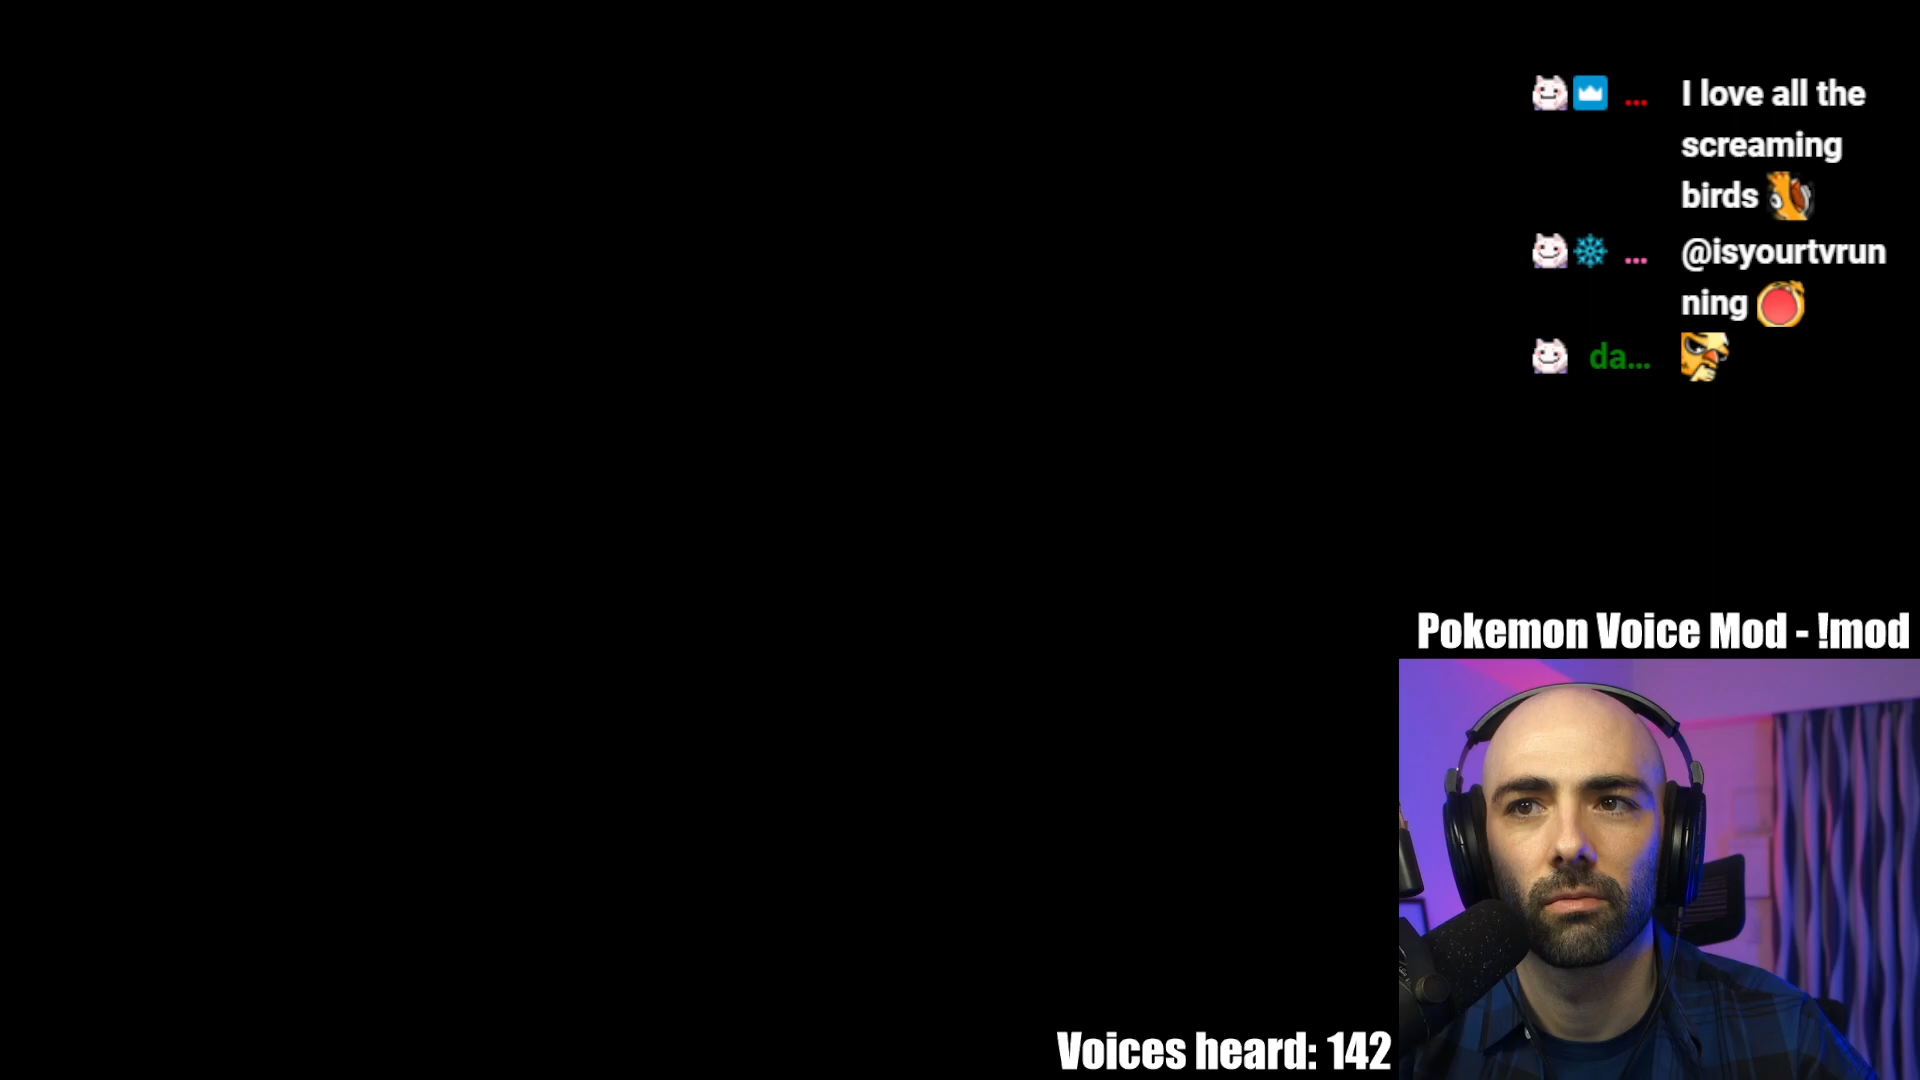 ... I love all the
screaming
birds
... @isyourtvrun
ning
da...
Pokemon Voice Mod - !mod
Voices heard: 142